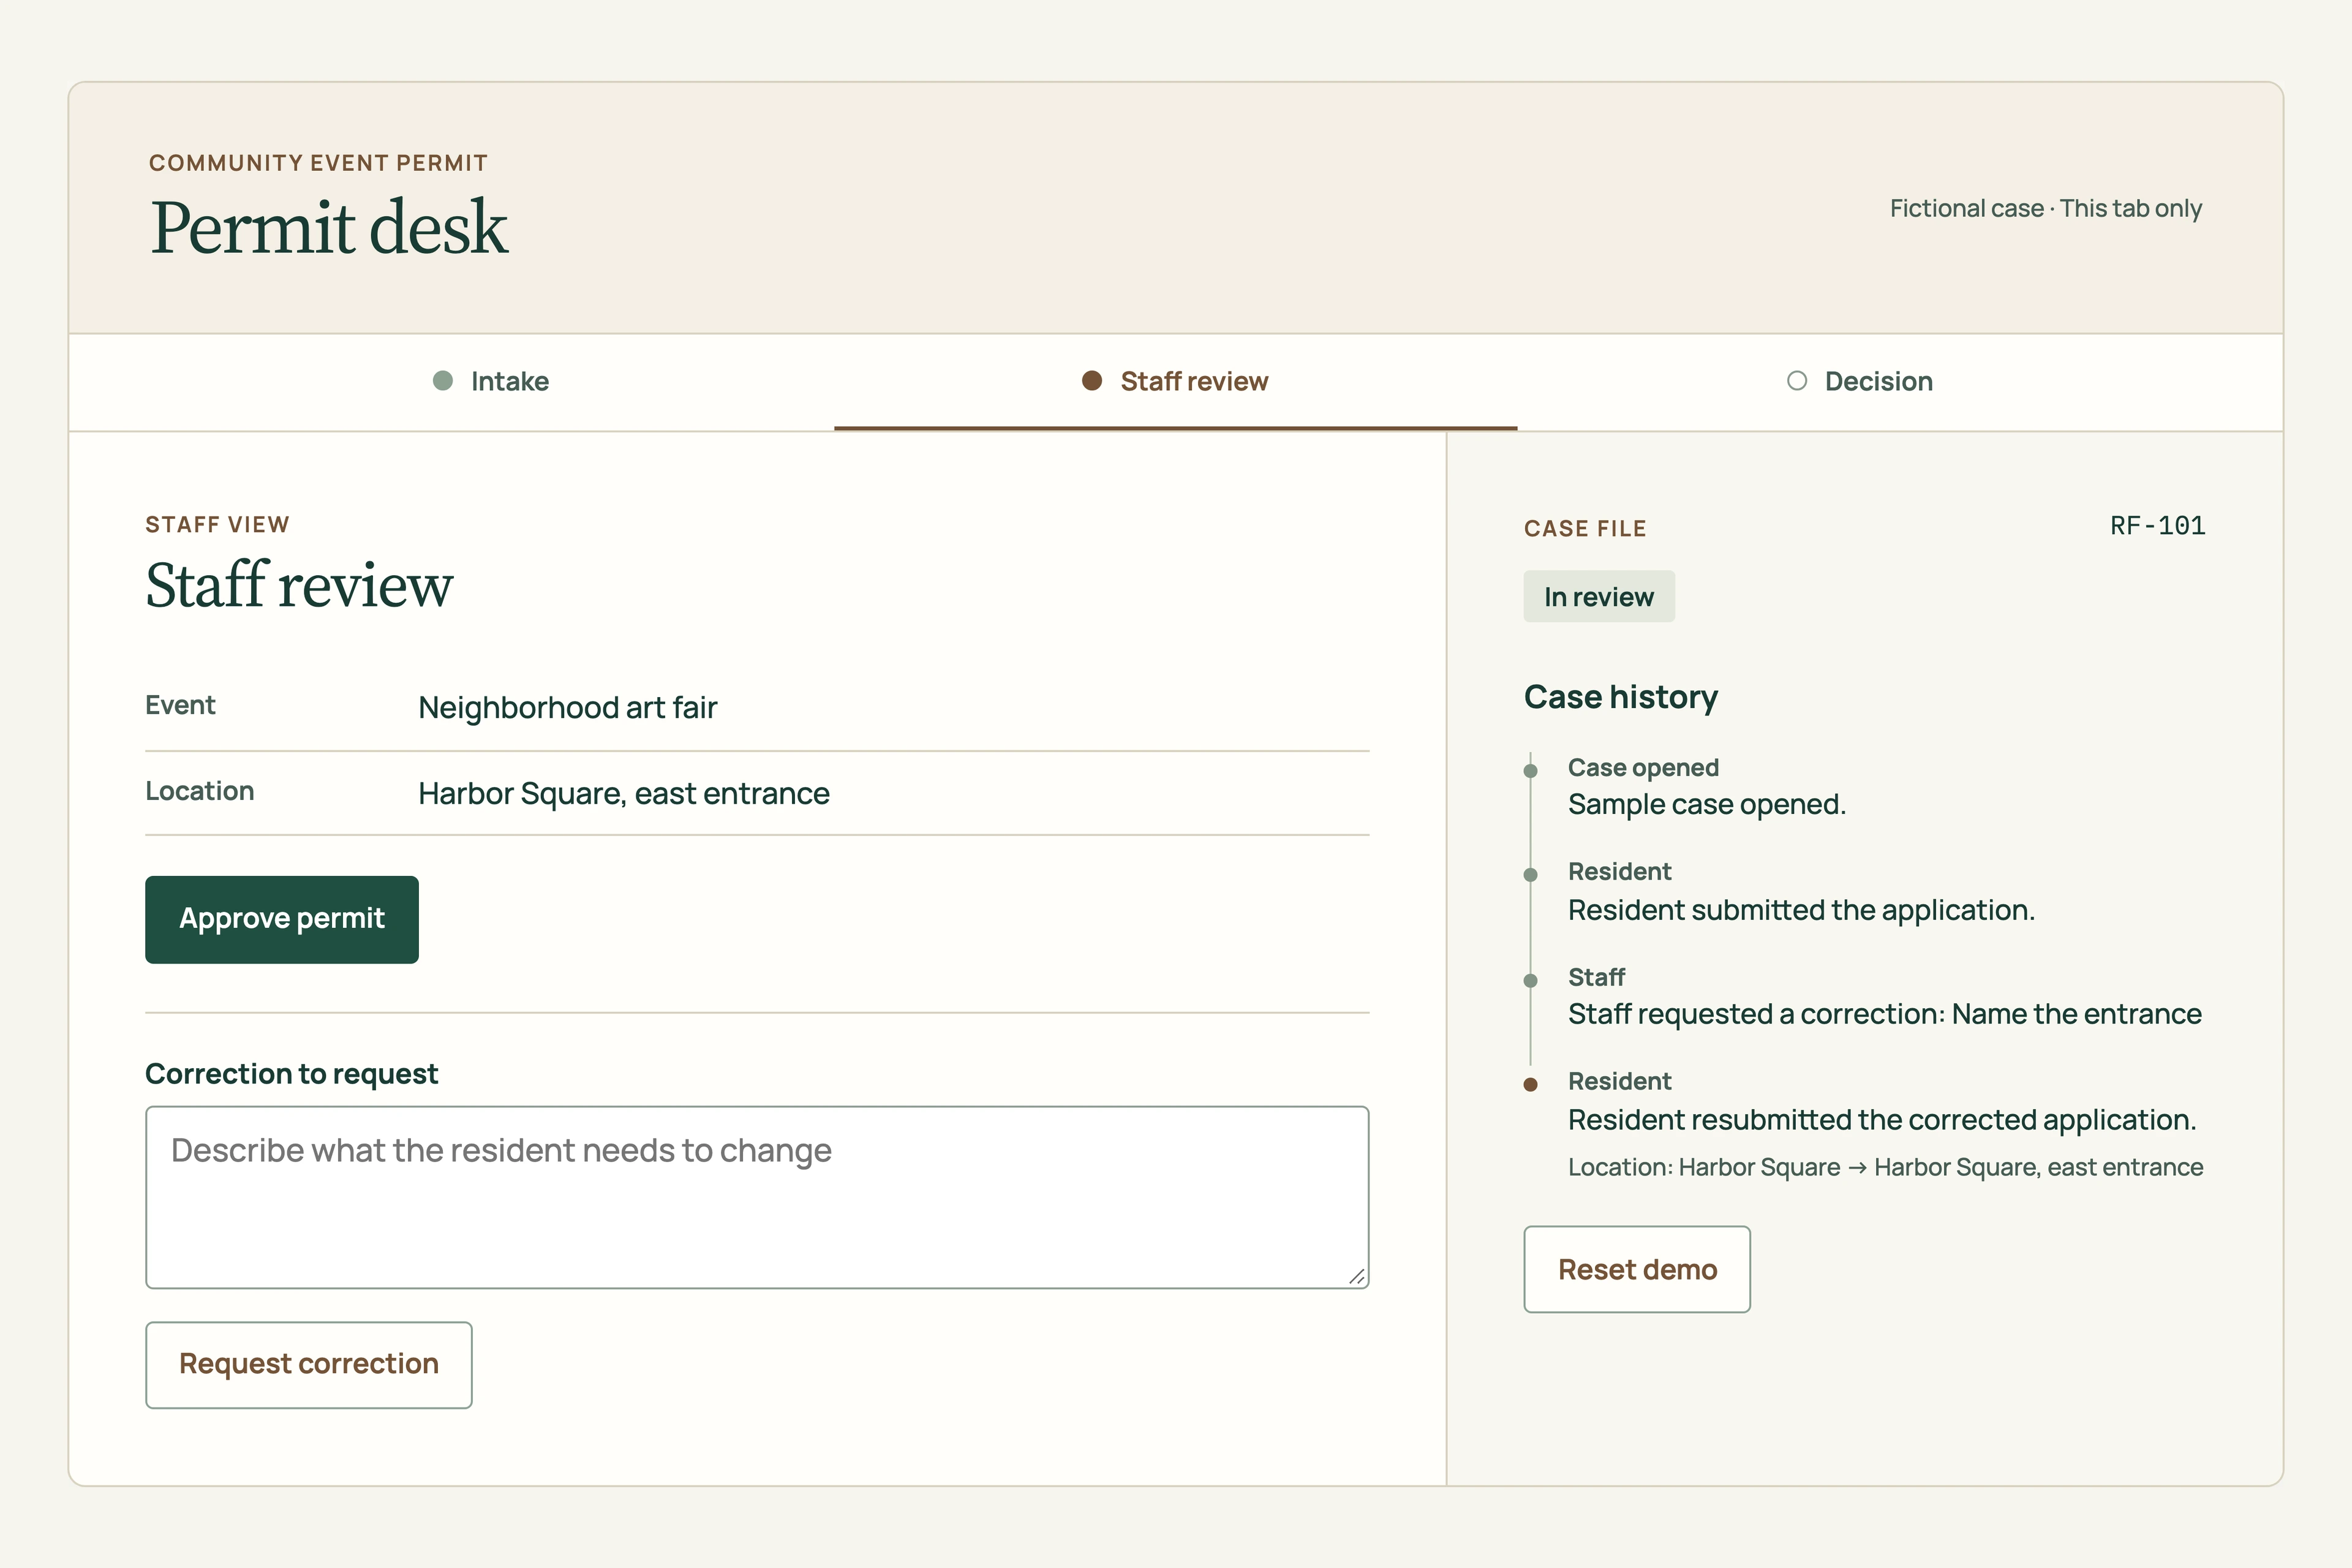 COMMUNITY EVENT PERMIT
Permit desk
Fictional case · This tab only
Intake
Staff review
Decision
STAFF VIEW
Staff review
Event
Neighborhood art fair
Location
Harbor Square, east entrance
Approve permit
Correction to request
Describe what the resident needs to change
Request correction
CASE FILE
RF-101
In review
Case history
Case opened
Sample case opened.
Resident
Resident submitted the application.
Staff
Staff requested a correction: Name the entrance
Resident
Resident resubmitted the corrected application.
Location: Harbor Square → Harbor Square, east entrance
Reset demo